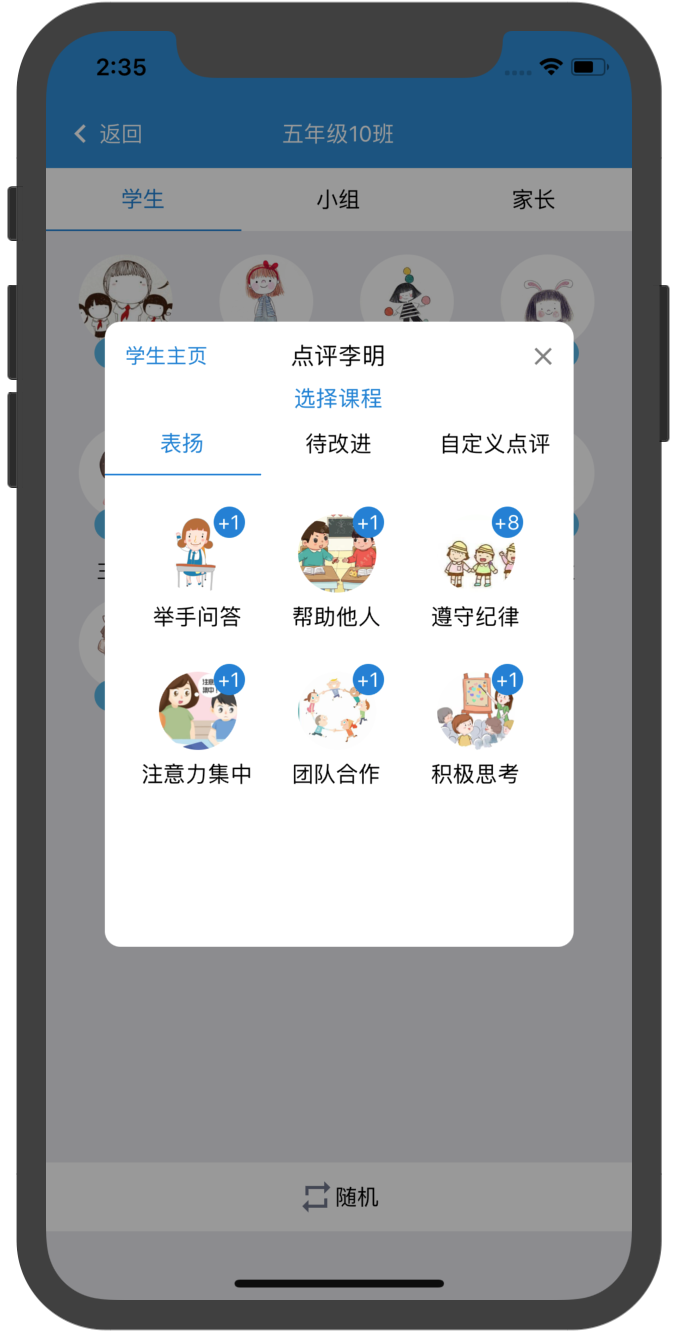 2:35
返回
五年级10班
学生
小组
家长
学生主页
点评李明
选择课程
表扬
待改进
自定义点评
+1
+1
+8
举手问答
帮助他人
遵守纪律
+1
+1
+1
注意力集中
团队合作
积极思考
随机